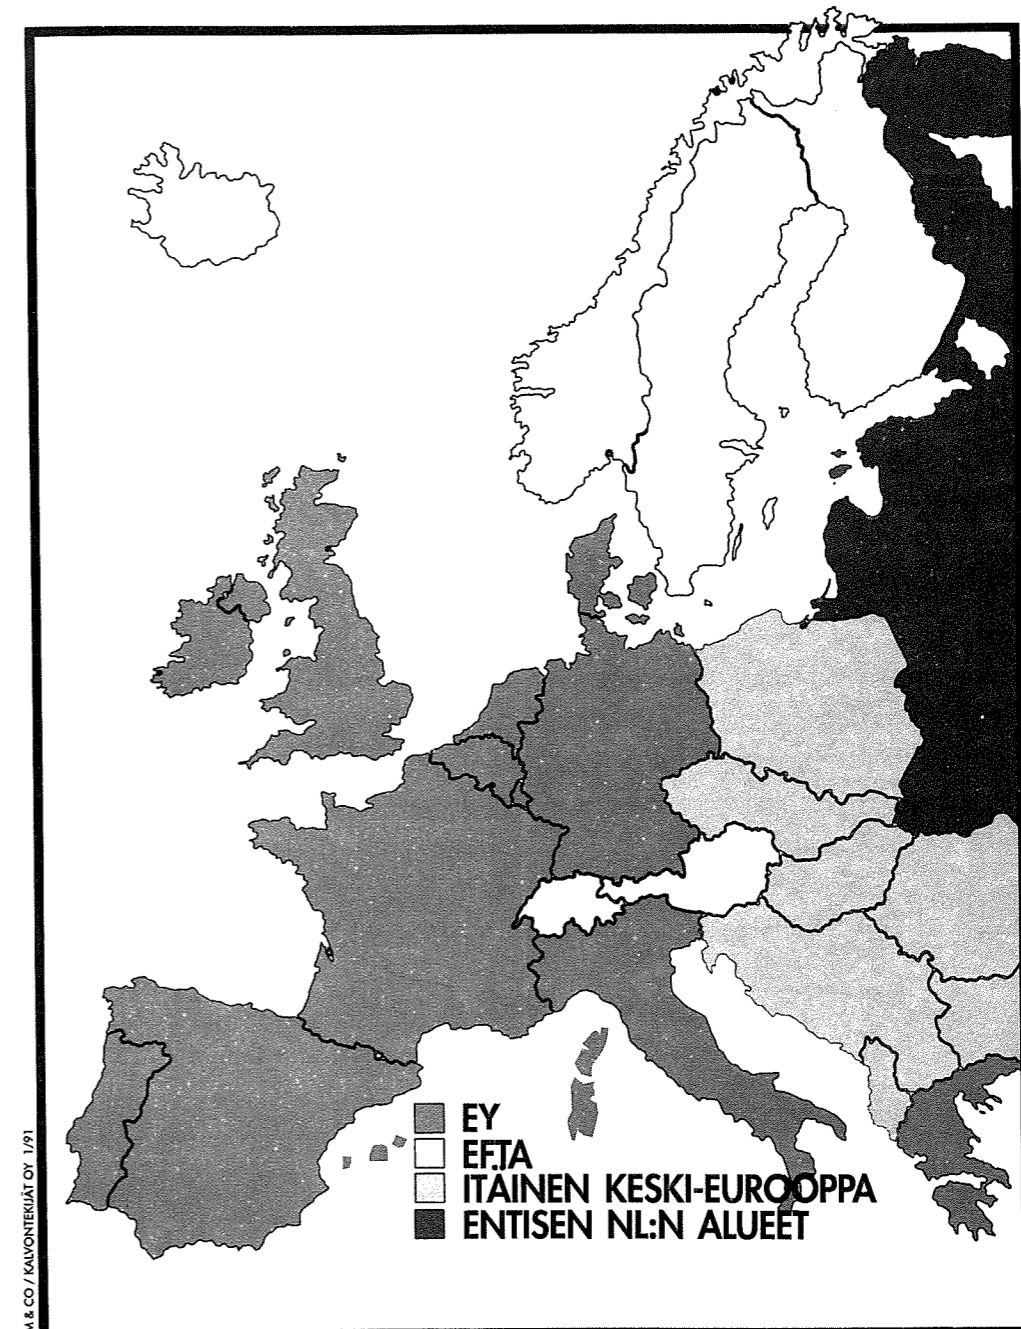 EY
EFTA
ITÄINEN KESKI-EUROOPPA
ENTISEN NL:N ALUEET
M & CO / KALVONTEKIJÄT OY 1/91